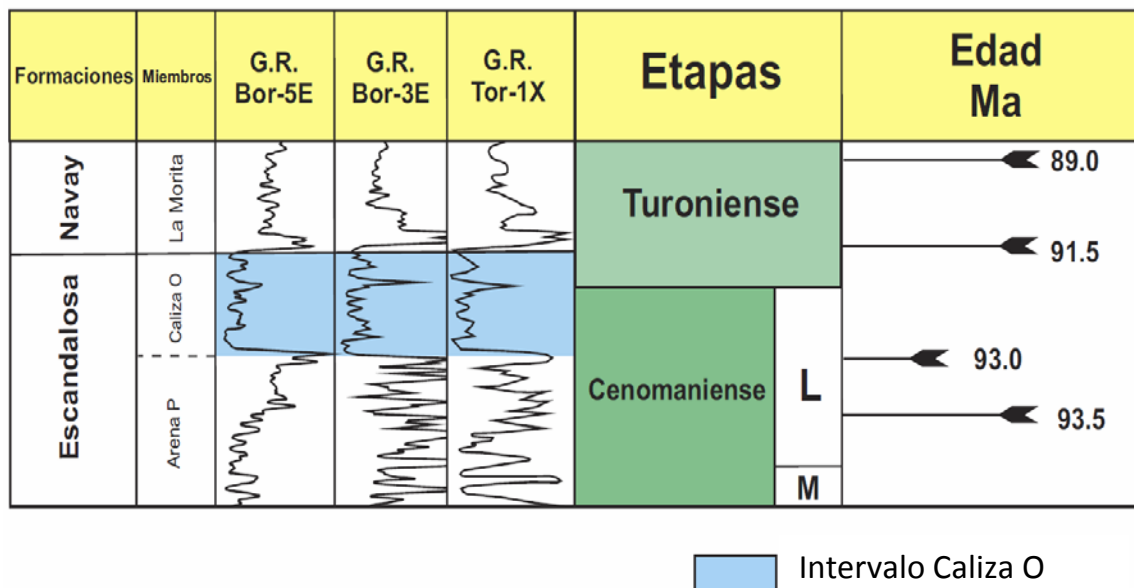 Formaciones
Miembros
G.R.
Bor-5E
G.R.
Bor-3E
G.R.
Tor-1X
Etapas
Edad
Ma
Navay
La Morita
Turoniense
89.0
91.5
Escandalosa
Caliza O
Arena P
Cenomaniense
L
M
93.0
93.5
Intervalo Caliza O